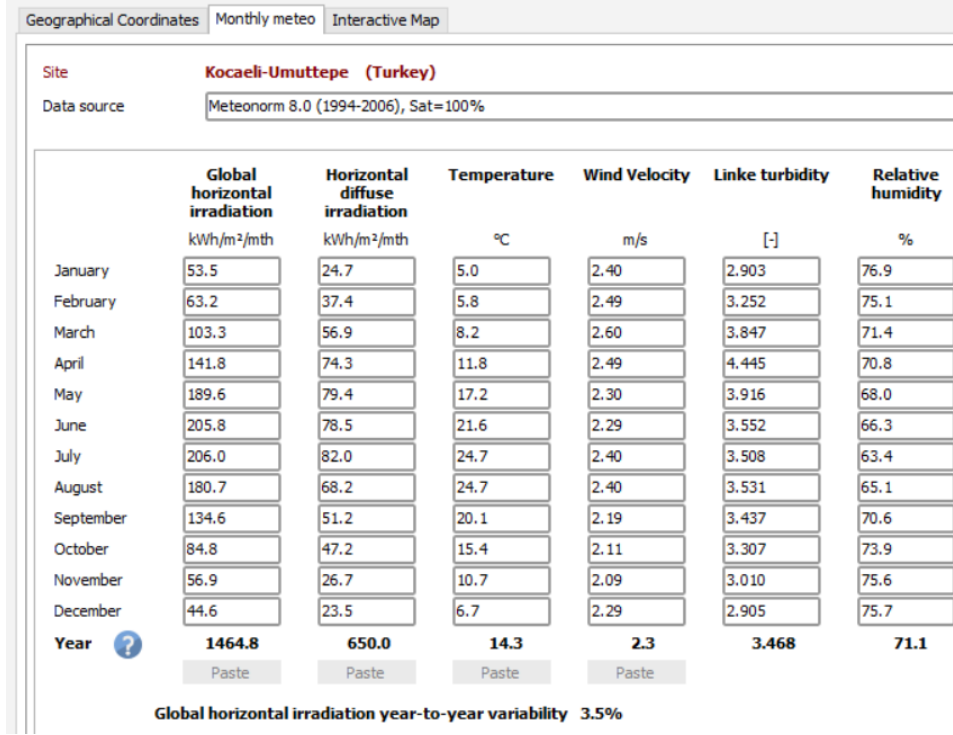 Geographical Coordinates Monthly meteo Interactive Map
Site Kocaeli-Umuttepe (Turkey)
Data source Meteonorm 8.0 (1994-2006), Sat=100%
Global horizontal irradiation Horizontal diffuse irradiation Temperature Wind Velocity Linke turbidity Relative humidity
kWh/m²/mth kWh/m²/mth °C m/s [-] %
January 53.5 24.7 5.0 2.40 2.903 76.9
February 63.2 37.4 5.8 2.49 3.252 75.1
March 103.3 56.9 8.2 2.60 3.847 71.4
April 141.8 74.3 11.8 2.49 4.445 70.8
May 189.6 79.4 17.2 2.30 3.916 68.0
June 205.8 78.5 21.6 2.29 3.552 66.3
July 206.0 82.0 24.7 2.40 3.508 63.4
August 180.7 68.2 24.7 2.40 3.531 65.1
September 134.6 51.2 20.1 2.19 3.437 70.6
October 84.8 47.2 15.4 2.11 3.307 73.9
November 56.9 26.7 10.7 2.09 3.010 75.6
December 44.6 23.5 6.7 2.29 2.905 75.7
Year ? 1464.8 650.0 14.3 2.3 3.468 71.1
Paste Paste Paste Paste
Global horizontal irradiation year-to-year variability 3.5%